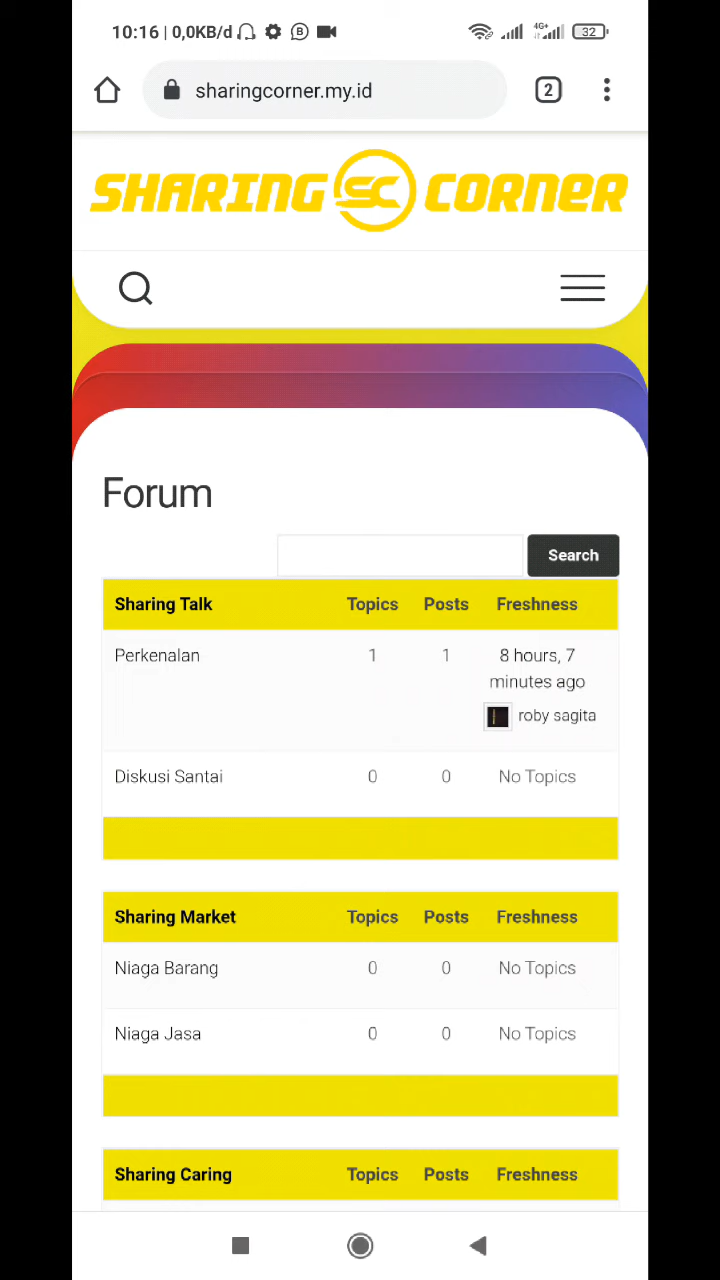 10:16 | 0,0KB/d B 4G+ 32
sharingcorner.my.id 2
SHARING SC CORNER
Forum
Search
Sharing Talk Topics Posts Freshness
Perkenalan 1 1 8 hours, 7
minutes ago
roby sagita
Diskusi Santai 0 0 No Topics
Sharing Market Topics Posts Freshness
Niaga Barang 0 0 No Topics
Niaga Jasa 0 0 No Topics
Sharing Caring Topics Posts Freshness